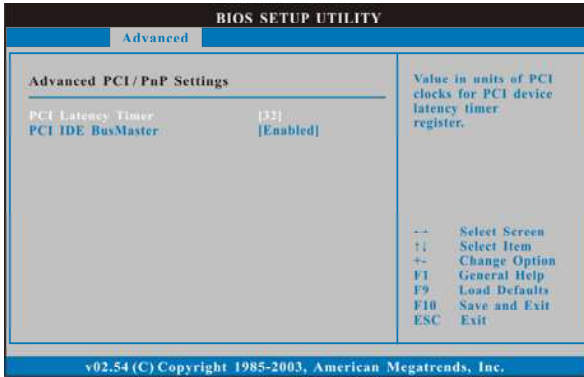 BIOS SETUP UTILITY
Advanced
Advanced PCI / PnP Settings
PCI Latency Timer [32]
PCI IDE BusMaster [Enabled]
Value in units of PCI
clocks for PCI device
latency timer
register.
←→ Select Screen
↑↓ Select Item
+- Change Option
F1 General Help
F9 Load Defaults
F10 Save and Exit
ESC Exit
v02.54 (C) Copyright 1985-2003, American Megatrends, Inc.